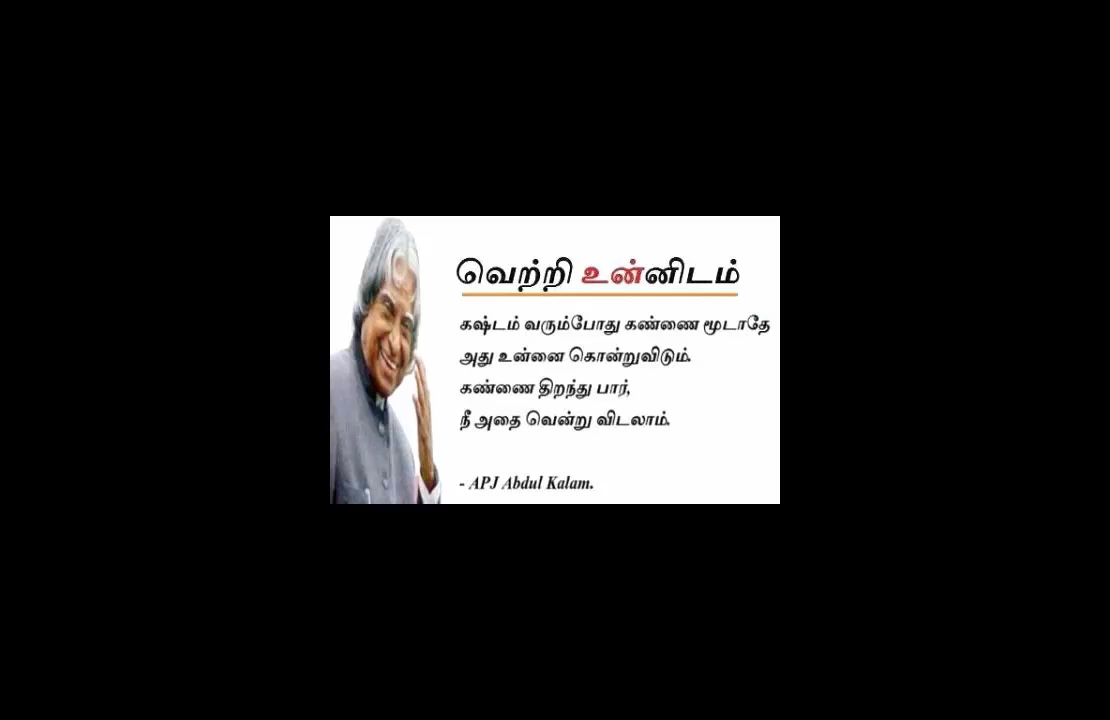 வெற்றி உன்னிடம்
கஷ்டம் வரும்போது கண்ணை மூடாதே
அது உன்னை கொன்றுவிடும்.
கண்ணை திறந்து பார்,
நீ அதை வென்று விடலாம்.
- APJ Abdul Kalam.